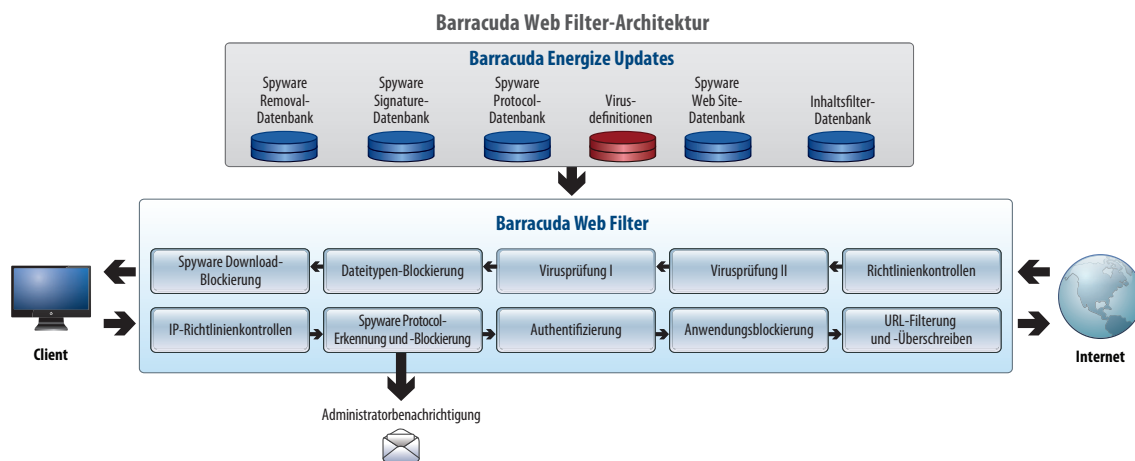 Barracuda Web Filter-Architektur
Barracuda Energize Updates
Spyware
Removal-
Datenbank
Spyware
Signature-
Datenbank
Spyware
Protocol-
Datenbank
Virus-
definitionen
Spyware
Web Site-
Datenbank
Inhaltsfilter-
Datenbank
Barracuda Web Filter
Spyware Download-
Blockierung
Dateitypen-Blockierung
Virusprüfung I
Virusprüfung II
Richtlinienkontrollen
IP-Richtlinienkontrollen
Spyware Protocol-
Erkennung und -Blockierung
Authentifizierung
Anwendungsblockierung
URL-Filterung
und -Überschreiben
Client
Internet
Administratorbenachrichtigung